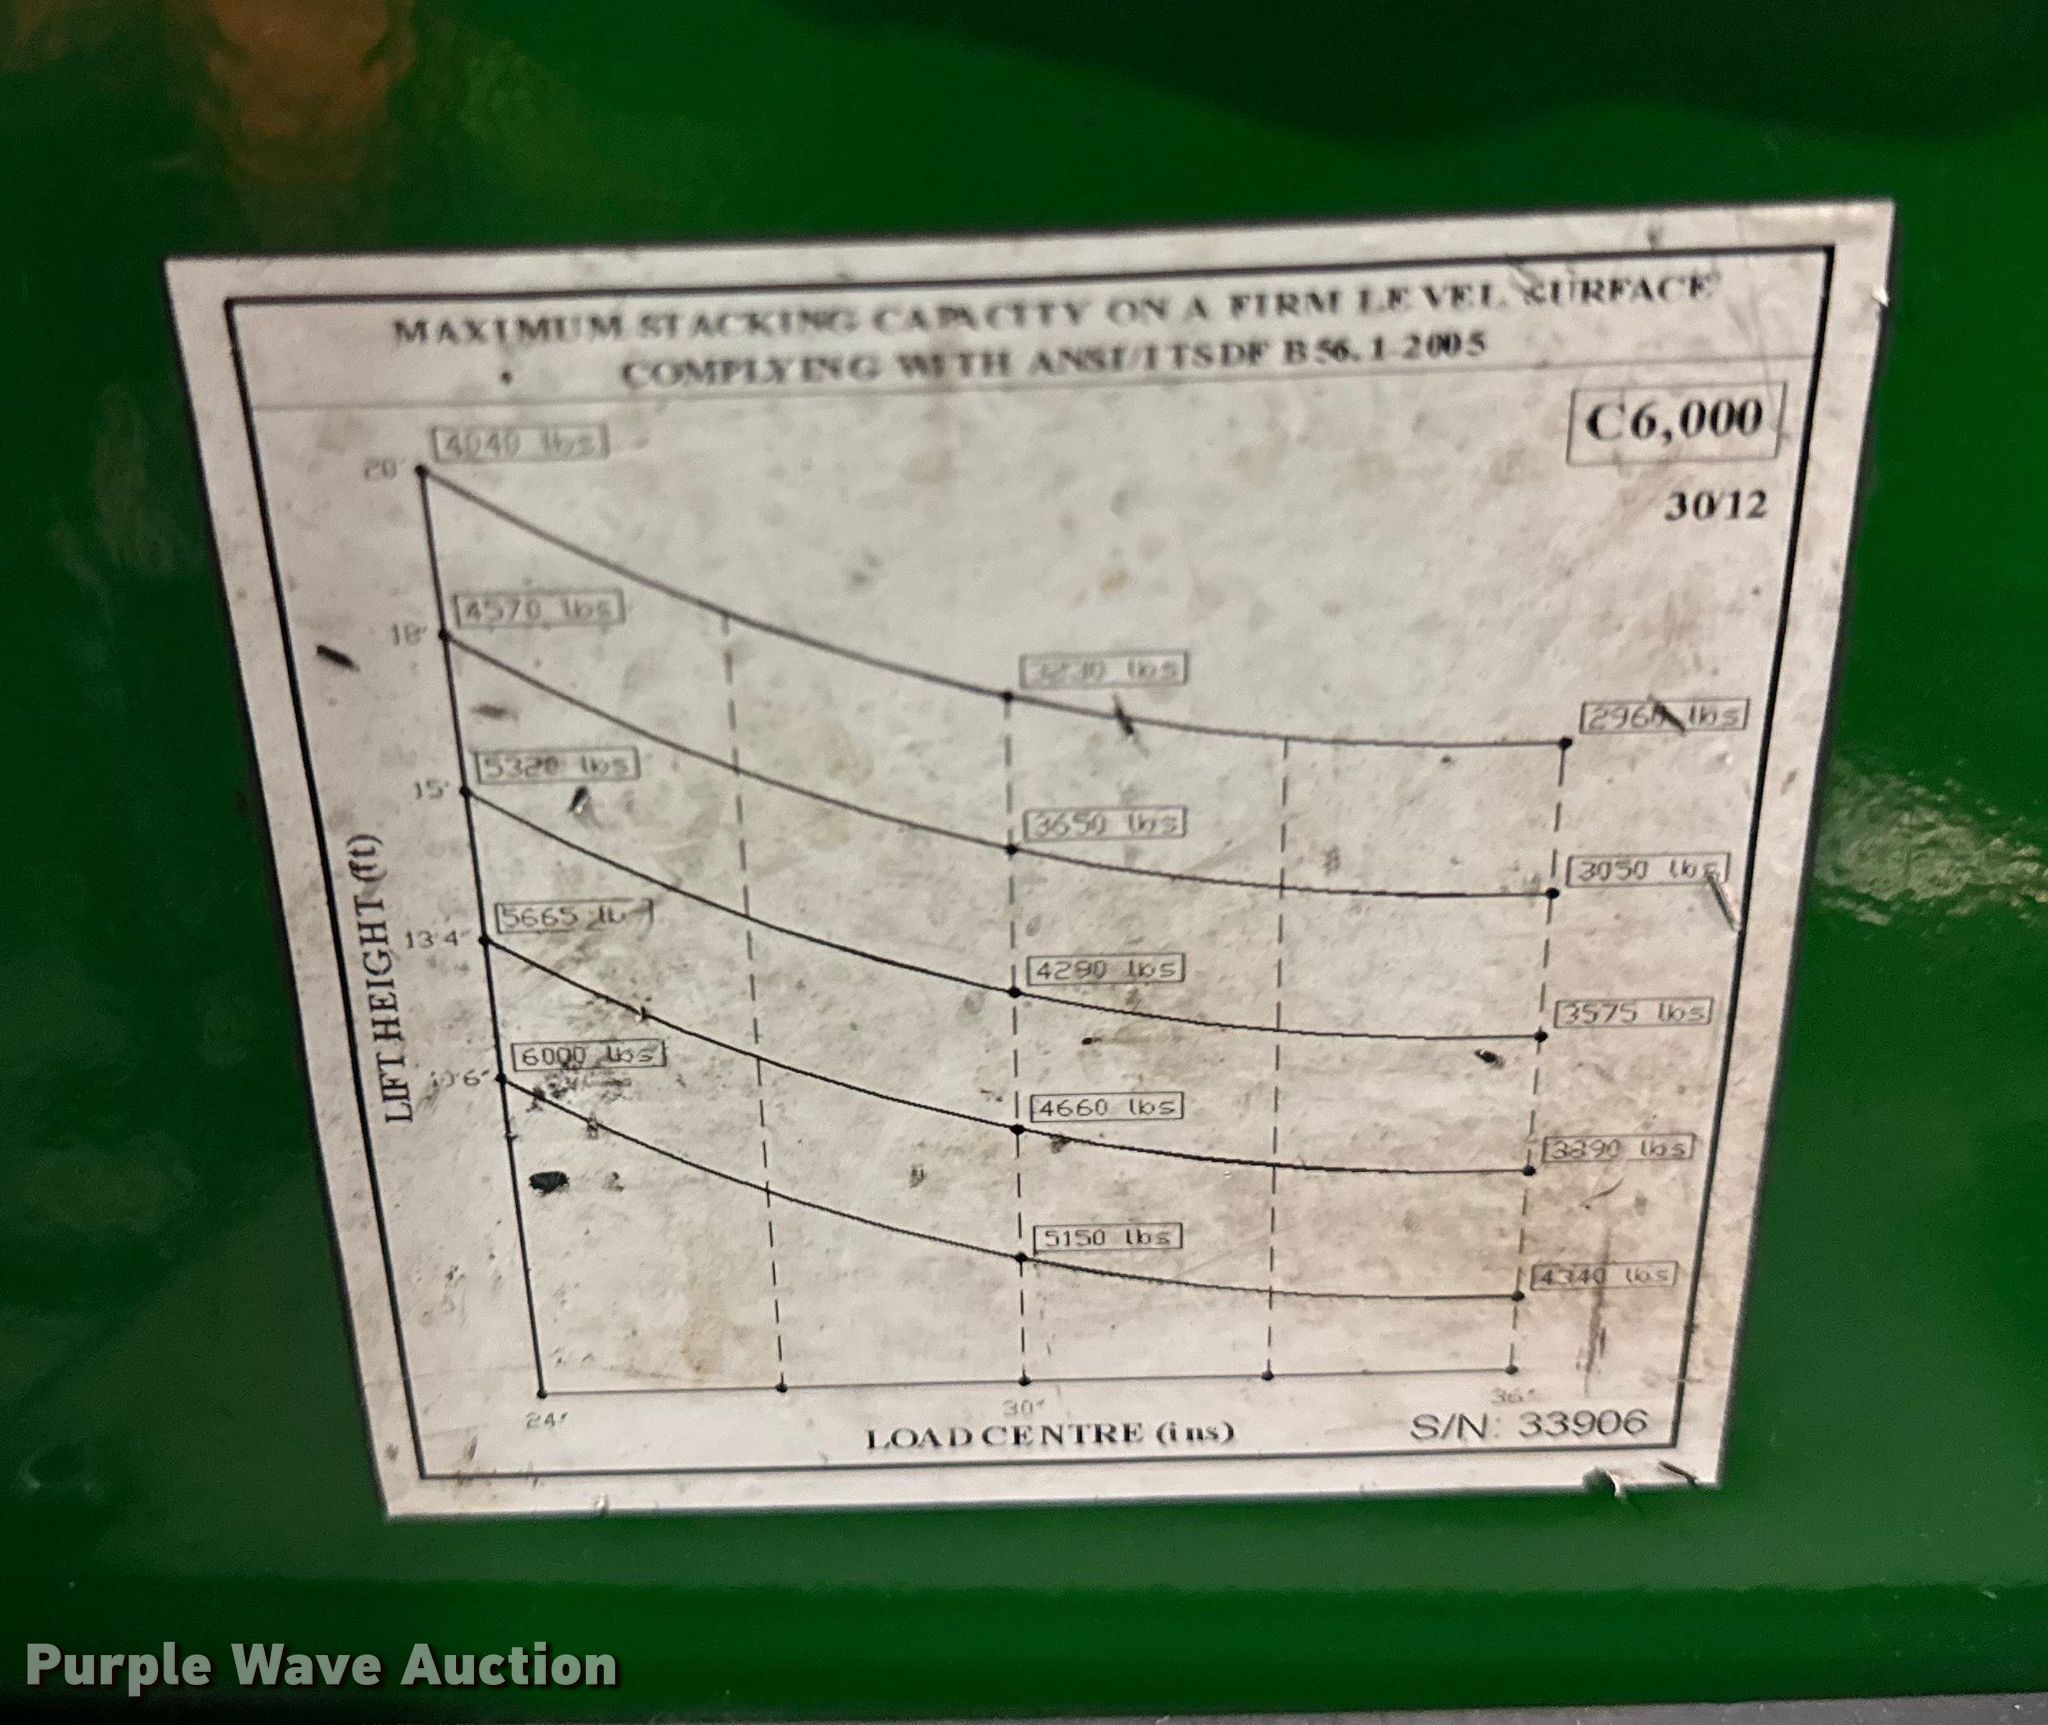 MAXIMUM STACKING CAPACITY ON A FIRM LEVEL SURFACE
COMPLYING WITH ANSI/ITSDF B56.1-2005
C6,000
30/12
20'
4040 lbs
18'
4570 lbs
3230 lbs
2960 lbs
15'
5320 lbs
3650 lbs
3050 lbs
13'4"
5665 lb
4290 lbs
3575 lbs
6"
6000 lbs
4660 lbs
lbs
5150 lbs
4340 lbs
LIFT HEIGHT (ft)
24"
30"
36"
LOAD CENTRE (ins)
S/N: 33906
Purple Wave Auction